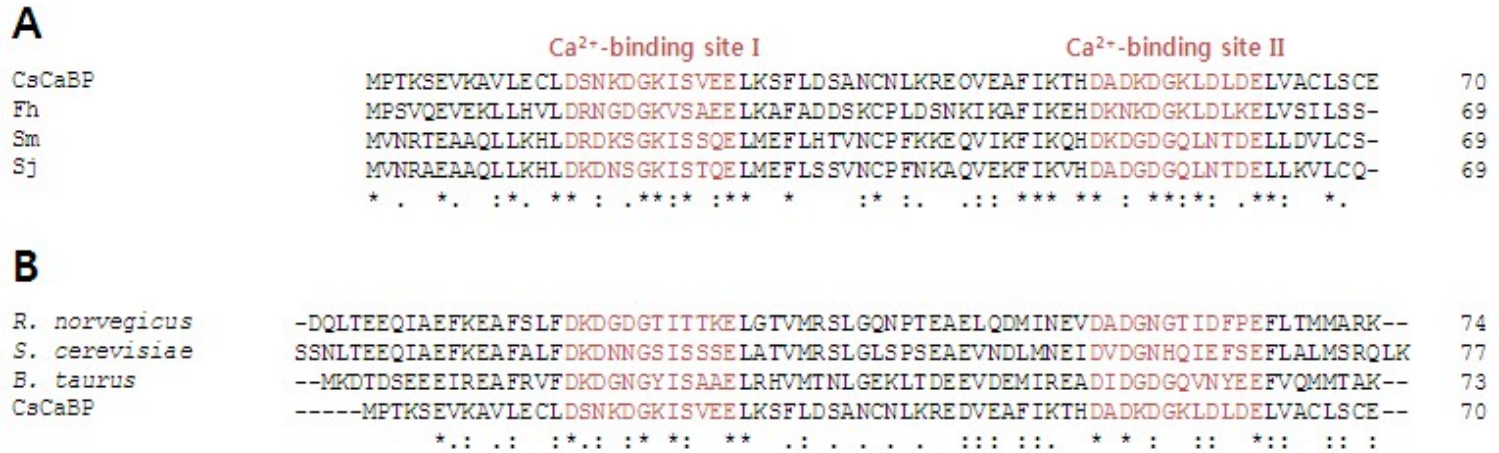 A
Ca²⁺-binding site I Ca²⁺-binding site II
CsCaBP MPTKSEVKAVLECLDSNKDGKISVEELKSFLDSANCNLKREOVEAFIKTHDADKDGKLDLDELVACLSCE 70
Fh MPSVQEVEKLLHVLDRNGDGKVSAEELKAFADDSKCPLDSNKIKAFIKEHDKNKDGKLDLKELVSILSS- 69
Sm MVNRTEAAQLLKHLDRDKSGKISSQELMEFLHTVNCPFKKEQVIKFIKQHDKDGDGQLNTDELLDVLCS- 69
Sj MVNRAEAAQLLKHLDKDNSGKISTQELMEFLSSVNCPFNKAQVEKFIKVHDADGDGQLNTDELLKVLCQ- 69
* . *. :*. ** : .**:* :** * :* :. .:: *** ** : **:*: .**: *.
B
R. norvegicus -DQLTEEQIAEFKEAFSLFDKDGDGTITTKELGTVMRSLGQNPTEAELQDMINEVDADGNGTIDFPEFLTMMARK-- 74
S. cerevisiae SSNLTEEQIAEFKEAFALFDKDNNGSISSSELATVMRSLGLSPSEAEVNDLMNEIDVDGNHQIEFSEFLALMSRQLK 77
B. taurus --MKDTDSEEEIREAFRVFDKDGNGYISAAELRHVMTNLGEKLTDEEVDEMIREADIDGDGQVNYEEFVQMMTAK-- 73
CsCaBP -----MPTKSEVKAVLECLDSNKDGKISVEELKSFLDSANCNLKREDVEAFIKTHDADKDGKLDLDELVACLSCE-- 70
*.: .: :*.: :* *: ** .: . . . :::: ::. * * : :: *:: :: :